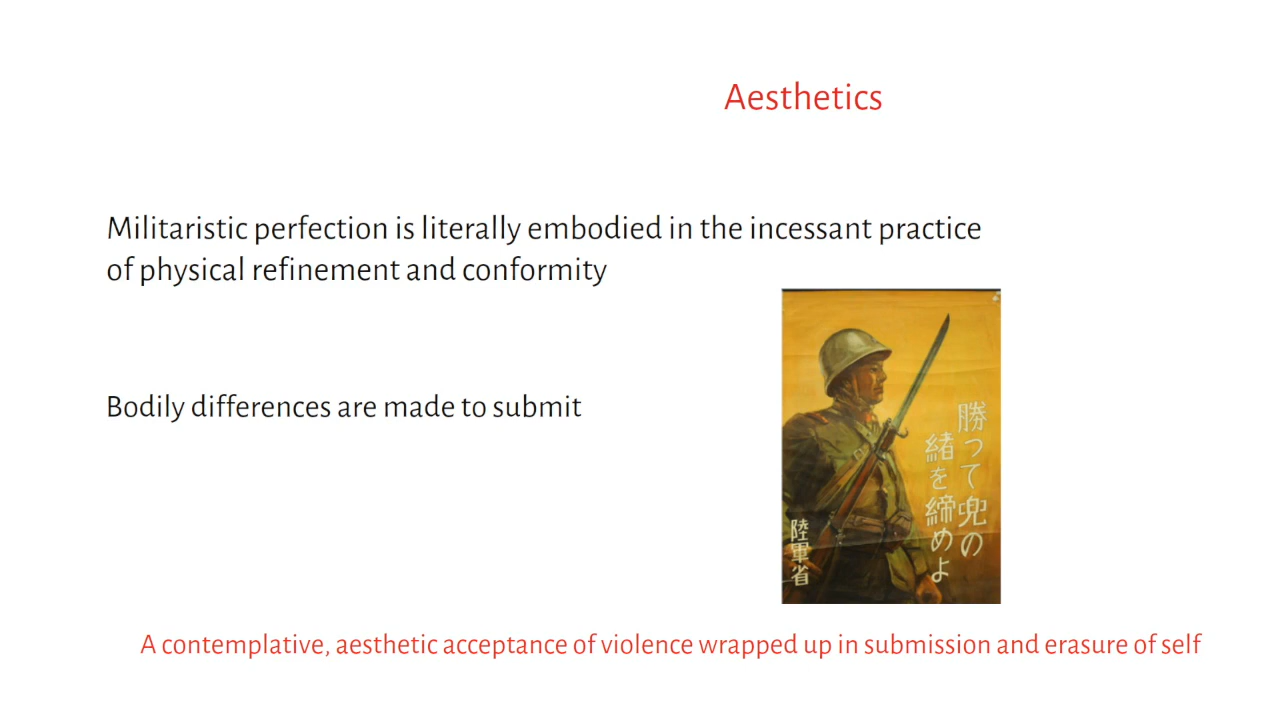 Aesthetics
Militaristic perfection is literally embodied in the incessant practice
of physical refinement and conformity
Bodily differences are made to submit
勝って兜の
緒を締めよ
陸軍省
A contemplative, aesthetic acceptance of violence wrapped up in submission and erasure of self